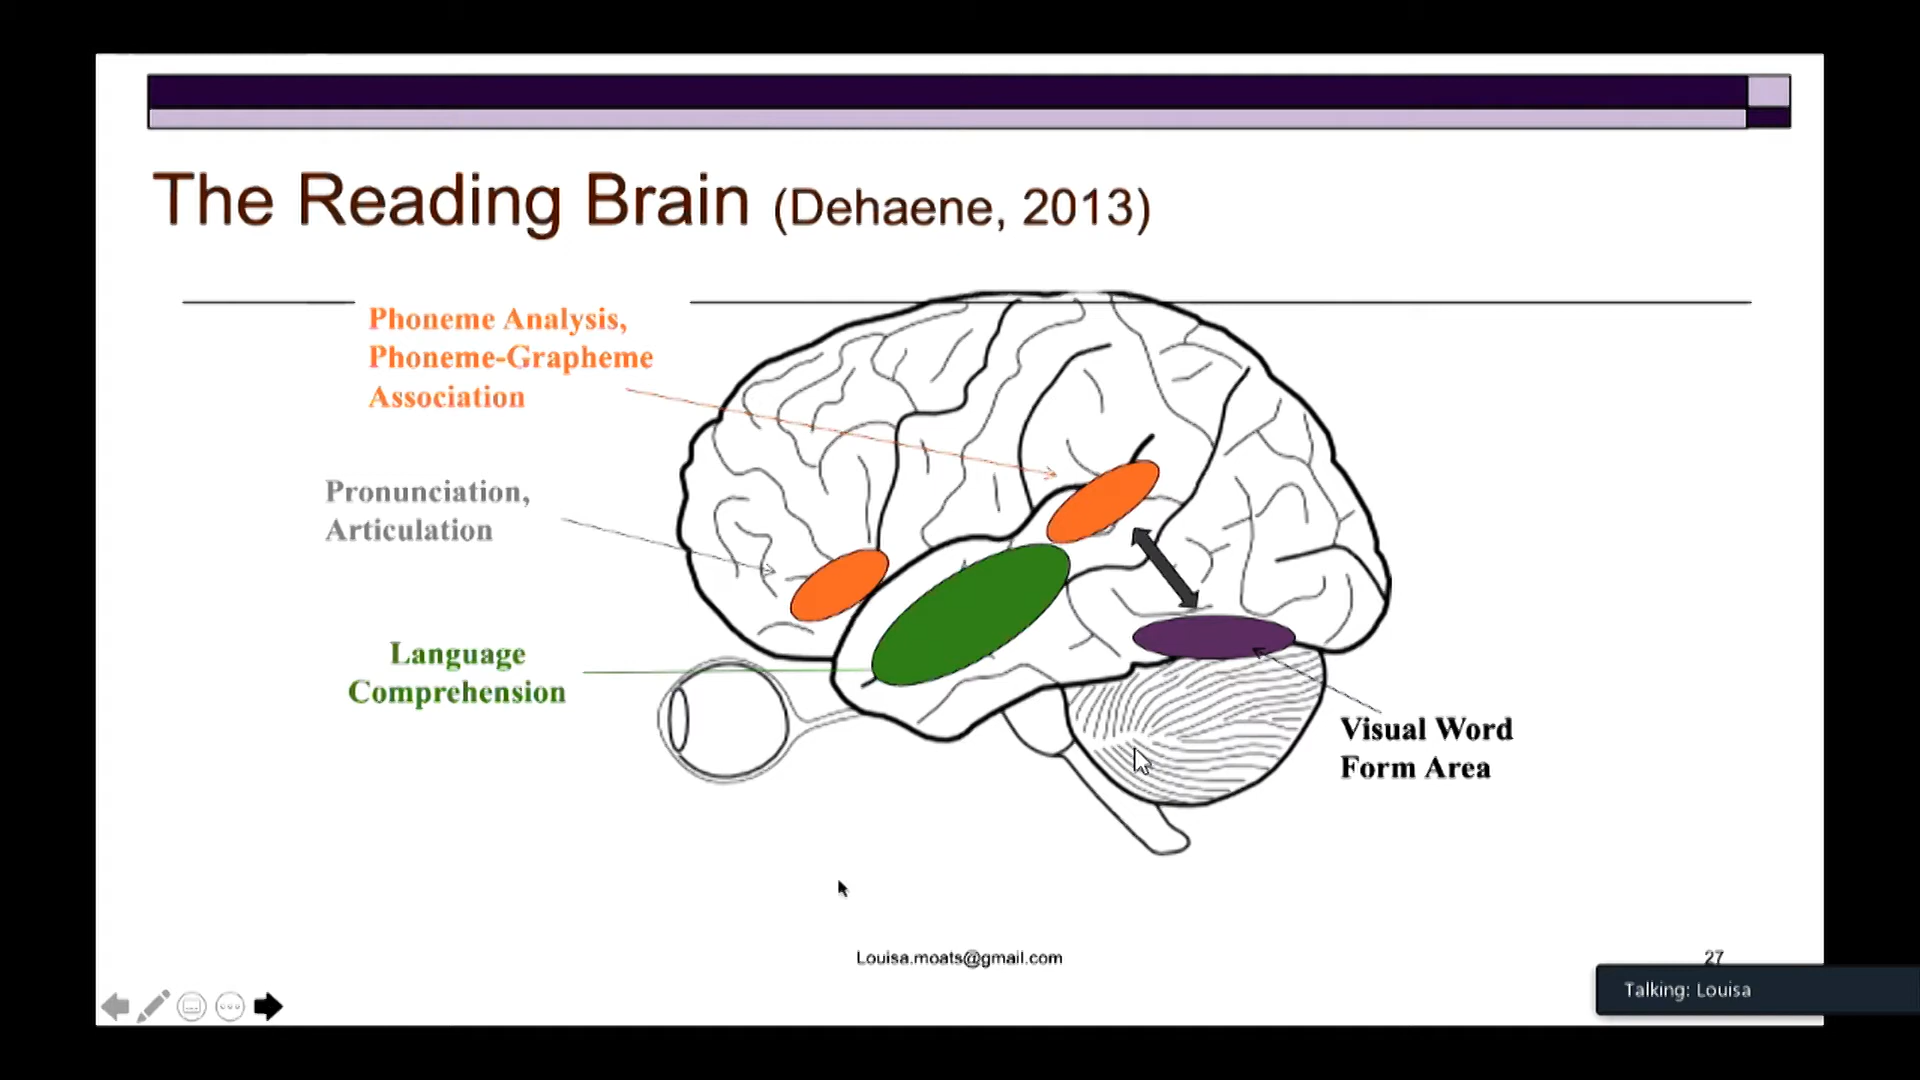 The Reading Brain (Dehaene, 2013)
Phoneme Analysis,
Phoneme-Grapheme
Association
Pronunciation,
Articulation
Language
Comprehension
Visual Word
Form Area
Louisa.moats@gmail.com
27
Talking: Louisa